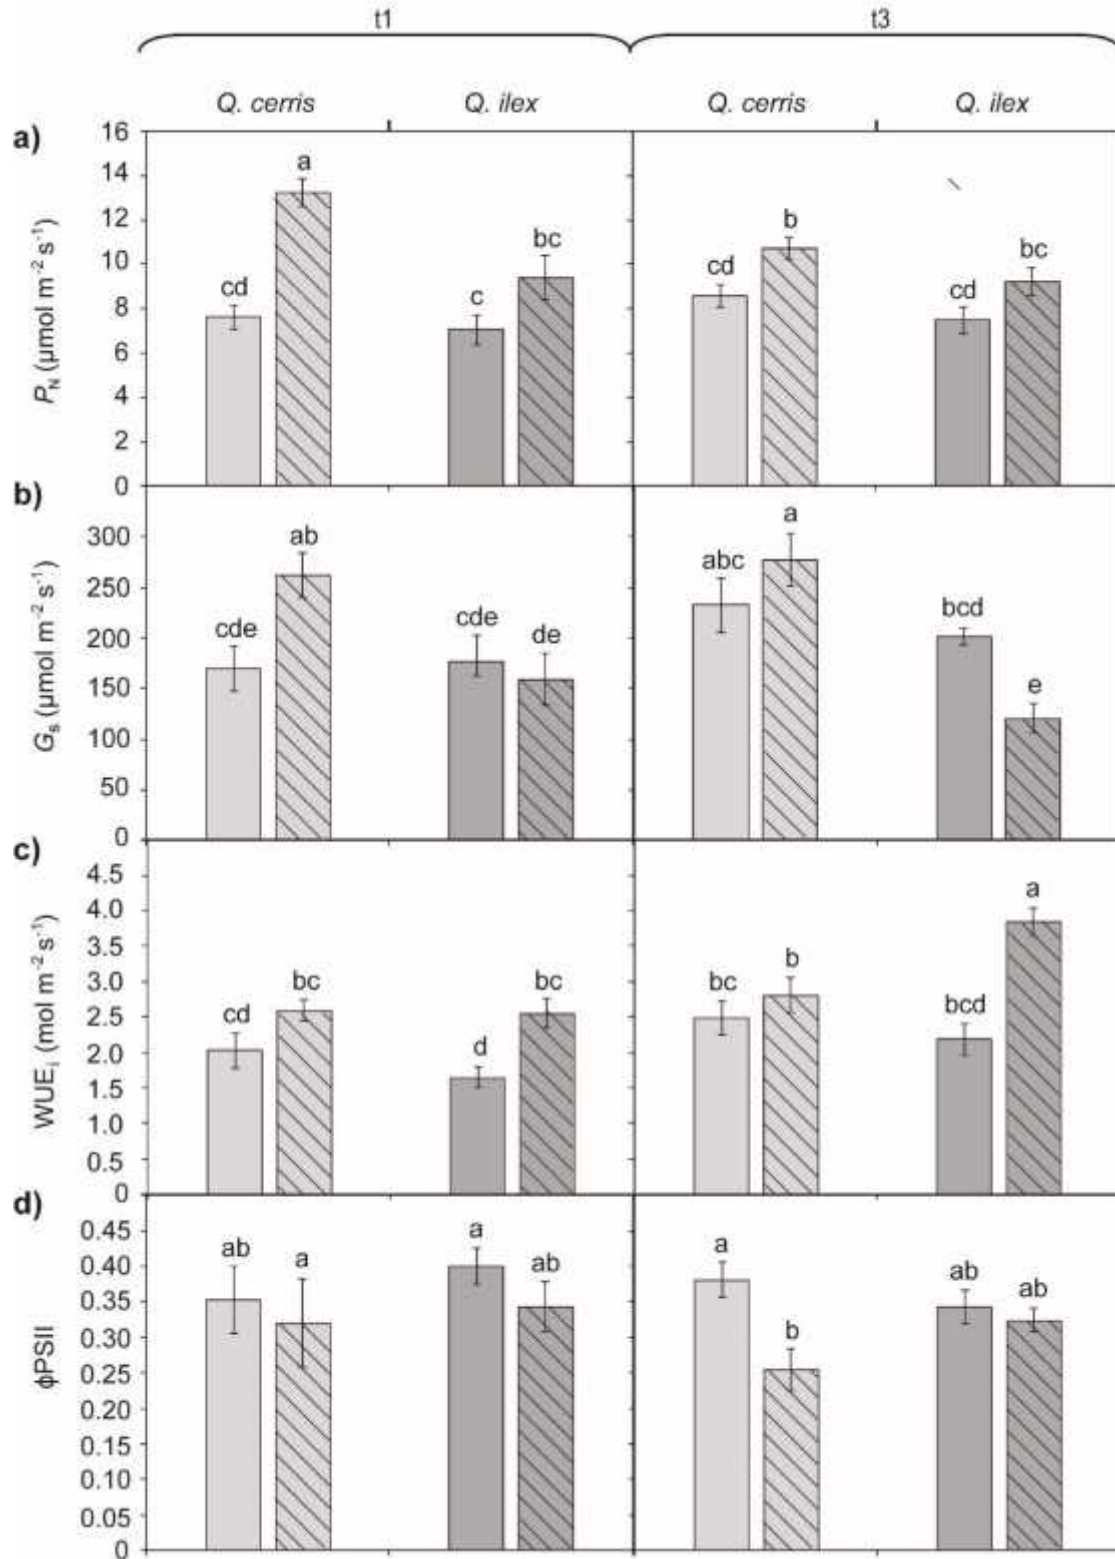 t1 t3
Q. cerris Q. ilex Q. cerris Q. ilex
a)
16
14
12
10
8
6
4
2
0
P_N (µmol m⁻² s⁻¹)
cd a c bc cd b cd bc
b)
300
250
200
150
100
50
0
G_s (µmol m⁻² s⁻¹)
cde ab cde de abc a bcd e
c)
4.5
4.0
3.5
3.0
2.5
2.0
1.5
1.0
0.5
0
WUE_i (mol m⁻² s⁻¹)
cd bc d bc bc b bcd a
d)
0.45
0.40
0.35
0.30
0.25
0.20
0.15
0.10
0.05
0
ϕPSII
ab a a ab a b ab ab